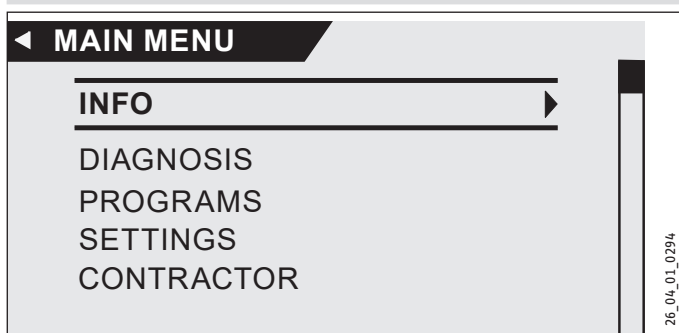 MAIN MENU
INFO
DIAGNOSIS
PROGRAMS
SETTINGS
CONTRACTOR
26_04_01_0294